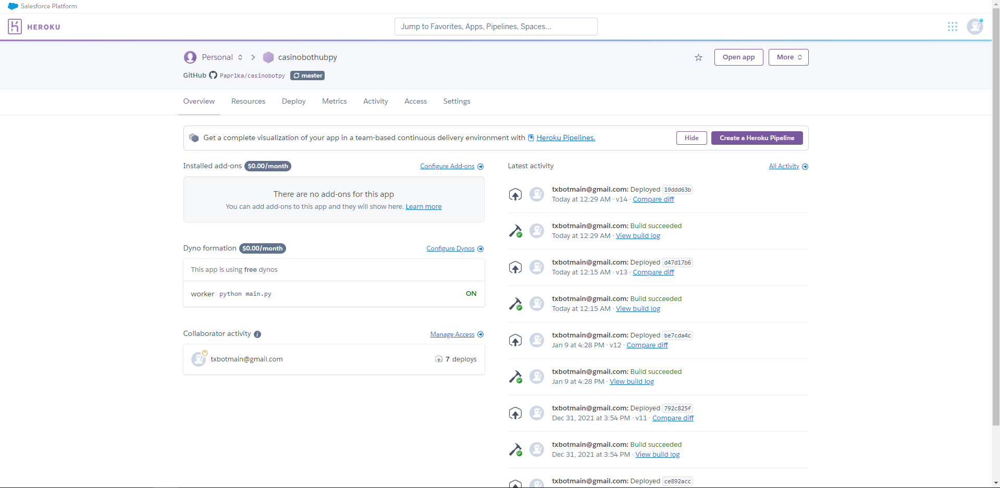 Salesforce Platform
HEROKU
Jump to Favorites, Apps, Pipelines, Spaces...
Personal
casinobothubpy
Open app
More
GitHub Papr1ka/casinobotpy master
Overview Resources Deploy Metrics Activity Access Settings
Get a complete visualization of your app in a team-based continuous delivery environment with Heroku Pipelines.
Hide
Create a Heroku Pipeline
Installed add-ons $0.00/month
Configure Add-ons
There are no add-ons for this app
You can add add-ons to this app and they will show here. Learn more
Dyno formation $0.00/month
Configure Dynos
This app is using free dynos
worker python main.py ON
Collaborator activity
Manage Access
txbotmain@gmail.com 7 deploys
Latest activity
All Activity
txbotmain@gmail.com: Deployed 19ddd63b
Today at 12:29 AM · v14 · Compare diff
txbotmain@gmail.com: Build succeeded
Today at 12:29 AM · View build log
txbotmain@gmail.com: Deployed d47d17b6
Today at 12:15 AM · v13 · Compare diff
txbotmain@gmail.com: Build succeeded
Today at 12:15 AM · View build log
txbotmain@gmail.com: Deployed be7cda4c
Jan 9 at 4:28 PM · v12 · Compare diff
txbotmain@gmail.com: Build succeeded
Jan 9 at 4:28 PM · View build log
txbotmain@gmail.com: Deployed 792c825f
Dec 31, 2021 at 3:54 PM · v11 · Compare diff
txbotmain@gmail.com: Build succeeded
Dec 31, 2021 at 3:54 PM · View build log
txbotmain@gmail.com: Deployed ce892acc